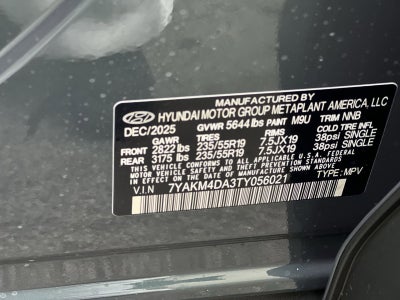 MANUFACTURED BY
HYUNDAI MOTOR GROUP METAPLANT AMERICA, LLC
DEC/2025 GVWR 5644 lbs PAINT M9U TRIM NNB
GAWR TIRES RIMS COLD TIRE INFL
FRONT 2822 lbs 235/55R19 7.5JX19 38psi SINGLE
REAR 3175 lbs 235/55R19 7.5JX19 38psi SINGLE
THIS VEHICLE CONFORMS TO ALL APPLICABLE U.S.A. FEDERAL
MOTOR VEHICLE SAFETY, BUMPER, AND THEFT PREVENTION
STANDARDS IN EFFECT ON THE DATE OF MANUFACTURE SHOWN ABOVE.
V.I.N 7YAKM4DA3TY056021 TYPE: MPV